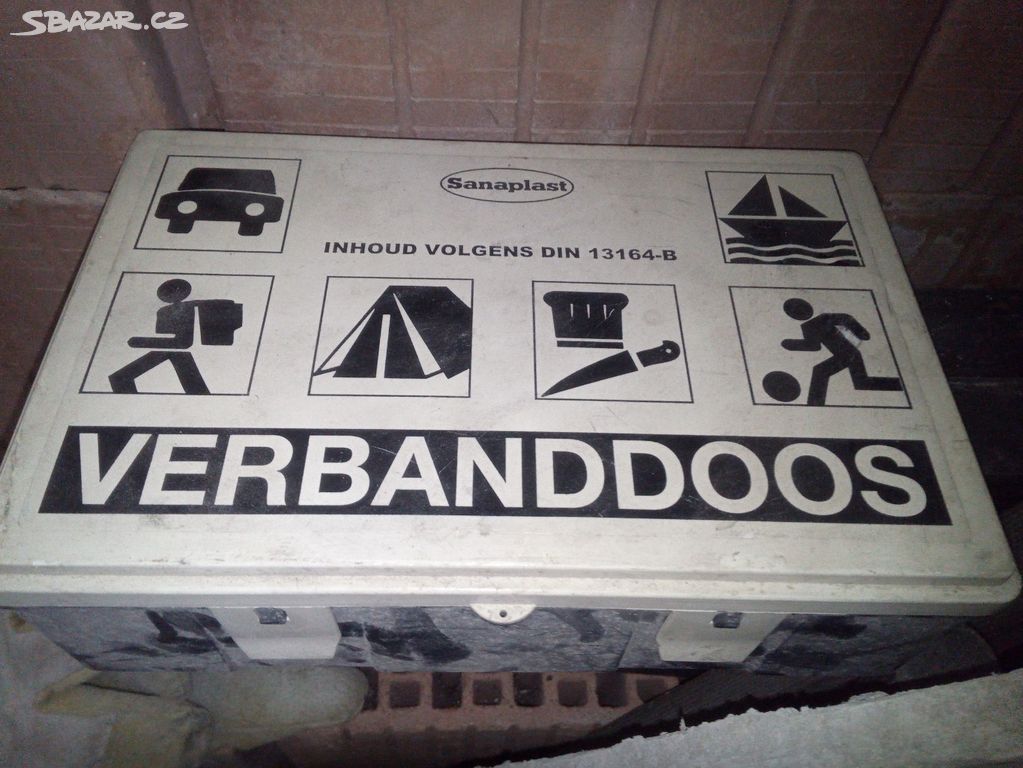 SBAZAR.CZ
Sanaplast
INHOUD VOLGENS DIN 13164-B
VERBANDDOOS